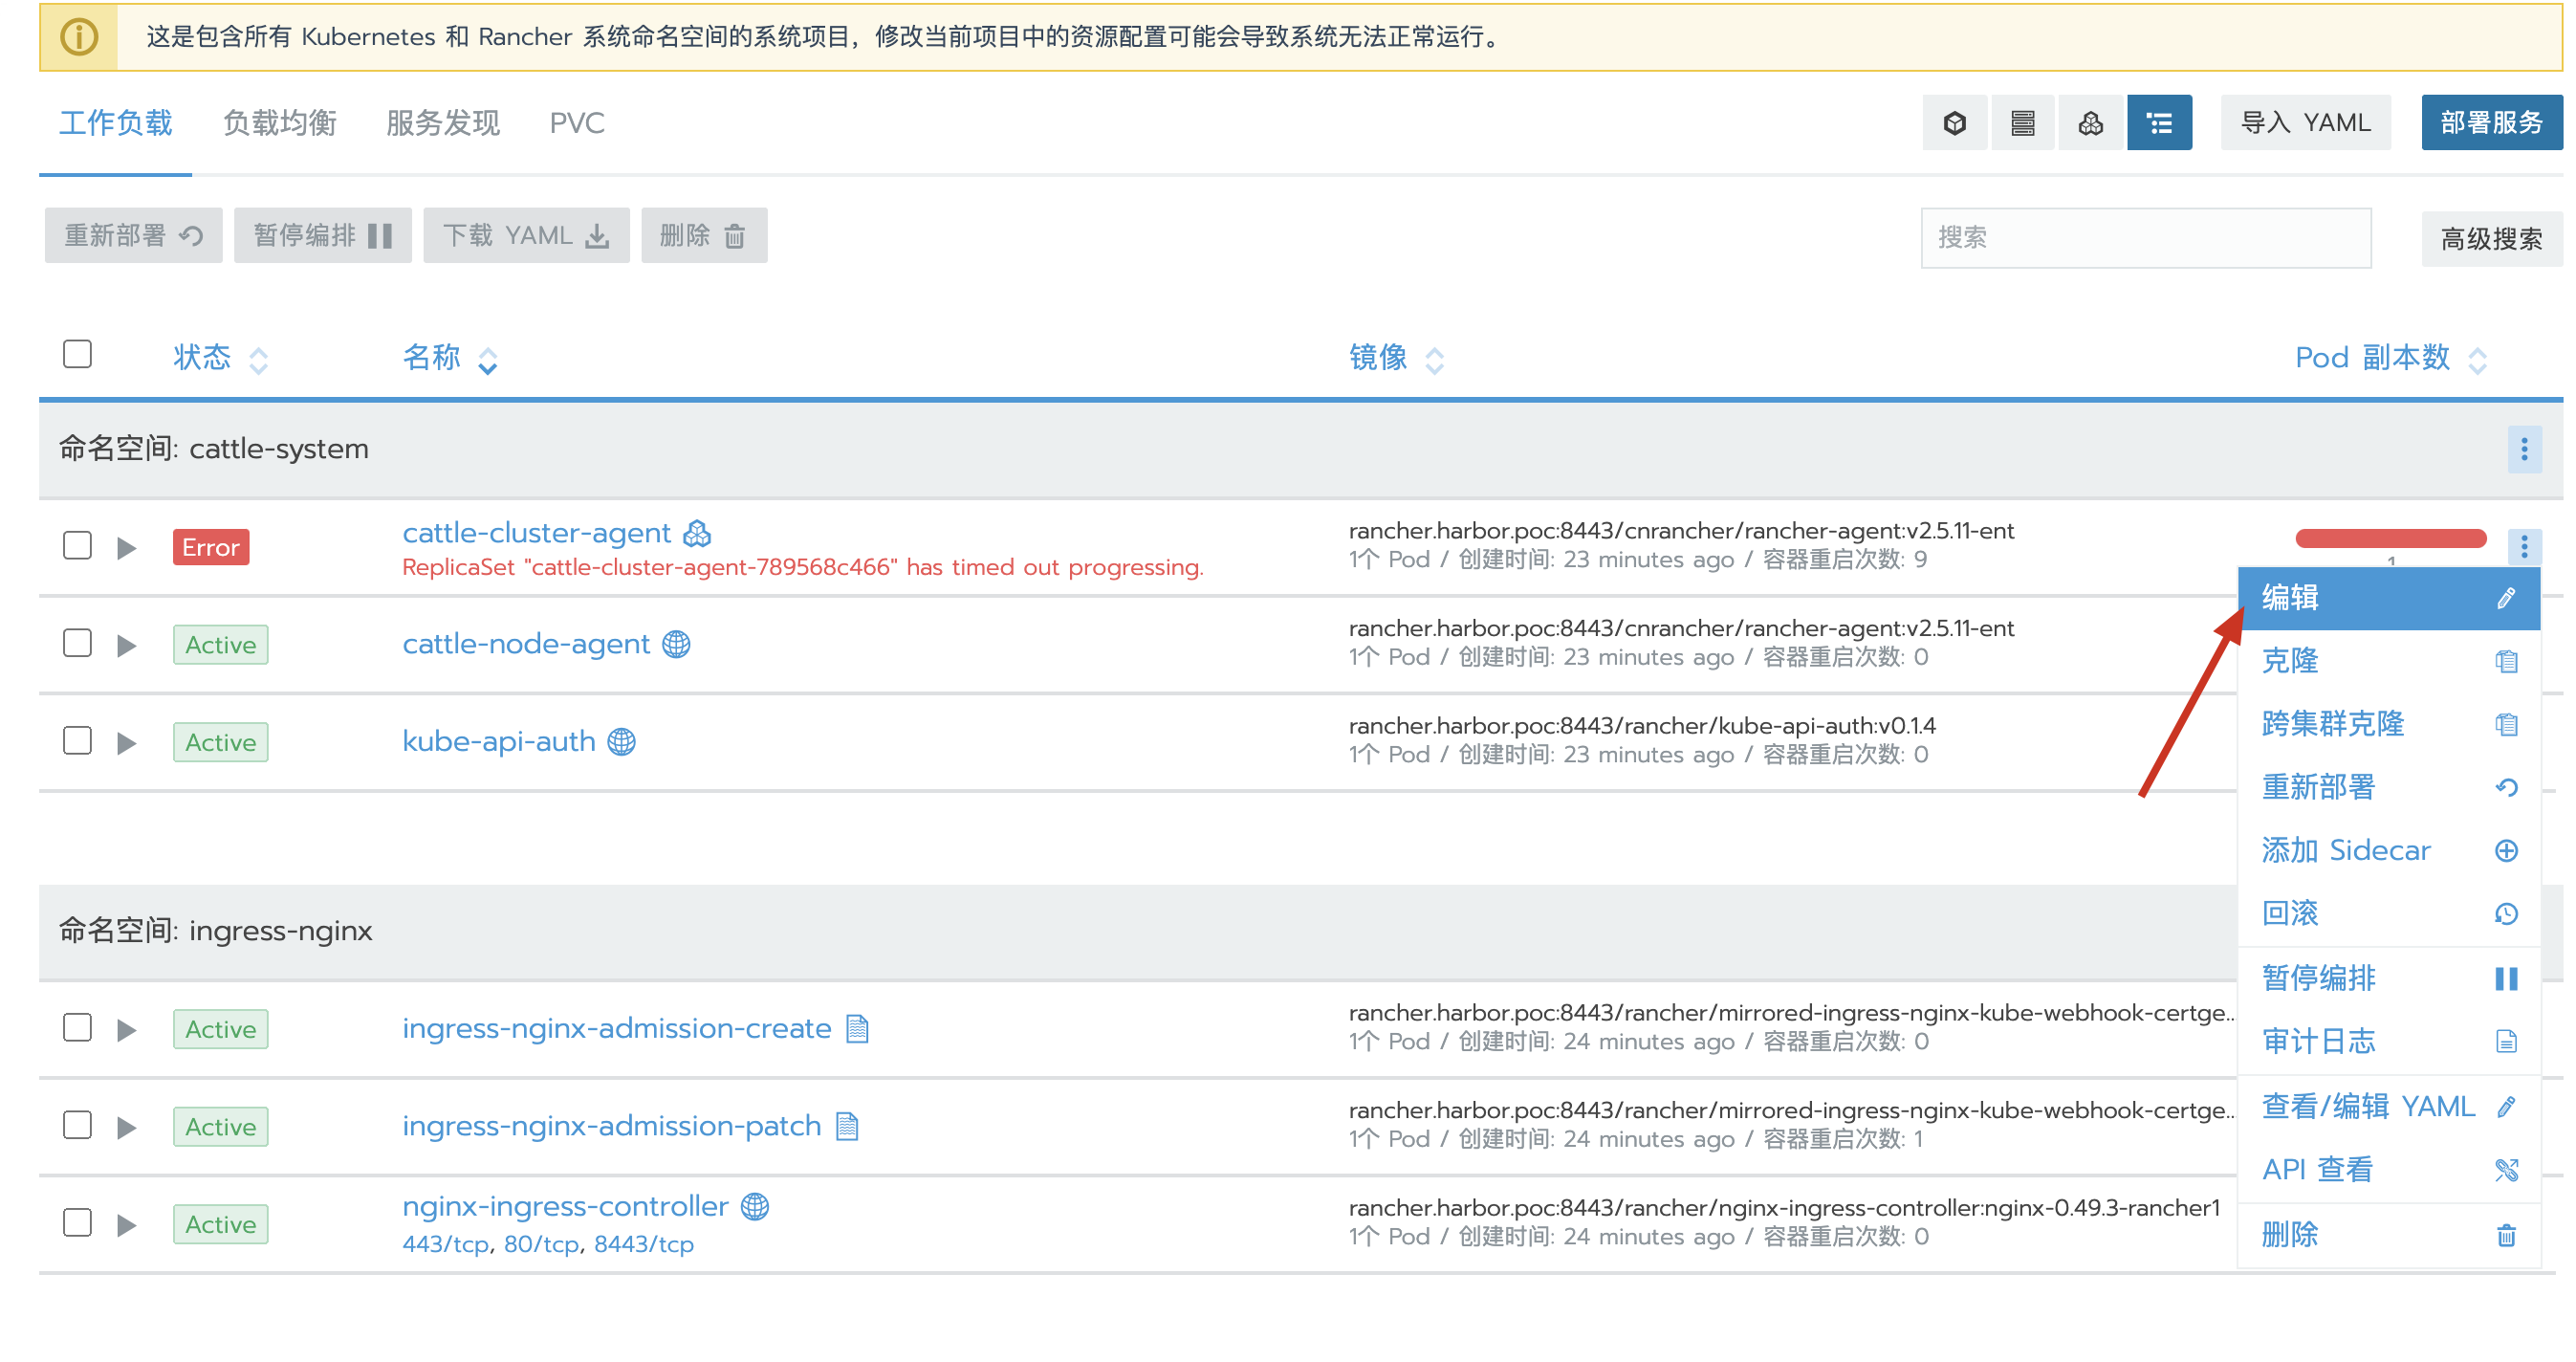 这是包含所有 Kubernetes 和 Rancher 系统命名空间的系统项目，修改当前项目中的资源配置可能会导致系统无法正常运行。
工作负载 负载均衡 服务发现 PVC 导入 YAML 部署服务
重新部署 暂停编排 下载 YAML 删除 搜索 高级搜索
状态 名称 镜像 Pod 副本数
命名空间: cattle-system
Error cattle-cluster-agent rancher.harbor.poc:8443/cnrancher/rancher-agent:v2.5.11-ent
ReplicaSet "cattle-cluster-agent-789568c466" has timed out progressing. 1个 Pod / 创建时间: 23 minutes ago / 容器重启次数: 9 1
Active cattle-node-agent rancher.harbor.poc:8443/cnrancher/rancher-agent:v2.5.11-ent
1个 Pod / 创建时间: 23 minutes ago / 容器重启次数: 0
Active kube-api-auth rancher.harbor.poc:8443/rancher/kube-api-auth:v0.1.4
1个 Pod / 创建时间: 23 minutes ago / 容器重启次数: 0
命名空间: ingress-nginx
Active ingress-nginx-admission-create rancher.harbor.poc:8443/rancher/mirrored-ingress-nginx-kube-webhook-certge...
1个 Pod / 创建时间: 24 minutes ago / 容器重启次数: 0
Active ingress-nginx-admission-patch rancher.harbor.poc:8443/rancher/mirrored-ingress-nginx-kube-webhook-certge...
1个 Pod / 创建时间: 24 minutes ago / 容器重启次数: 1
Active nginx-ingress-controller rancher.harbor.poc:8443/rancher/nginx-ingress-controller:nginx-0.49.3-rancher1
443/tcp, 80/tcp, 8443/tcp 1个 Pod / 创建时间: 24 minutes ago / 容器重启次数: 0
编辑
克隆
跨集群克隆
重新部署
添加 Sidecar
回滚
暂停编排
审计日志
查看/编辑 YAML
API 查看
删除